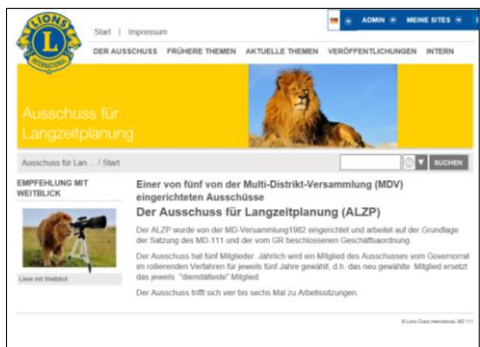 LIONS
L
INTERNATIONAL
Start | Impressum
ADMIN
MEINE SITES
DER AUSSCHUSS FRÜHERE THEMEN AKTUELLE THEMEN VERÖFFENTLICHUNGEN INTERN
Ausschuss für
Langzeitplanung
Ausschuss für Lan... / Start
SUCHEN
EMPFEHLUNG MIT
WEITBLICK
Löwe mit Weitblick
Einer von fünf von der Multi-Distrikt-Versammlung (MDV)
eingerichteten Ausschüsse
Der Ausschuss für Langzeitplanung (ALZP)
Der ALZP wurde von der MD-Versammlung1982 eingerichtet und arbeitet auf der Grundlage
der Satzung des MD-111 und der vom GR beschlossenen Geschäftsordnung.
Der Ausschuss hat fünf Mitglieder. Jährlich wird ein Mitglied des Ausschusses vom Governorrat
im rollierenden Verfahren für jeweils fünf Jahre gewählt, d.h. das neu gewählte Mitglied ersetzt
das jeweils "dienstälteste" Mitglied.
Der Ausschuss trifft sich vier bis sechs Mal zu Arbeitssitzungen.
© Lions Clubs International, MD 111